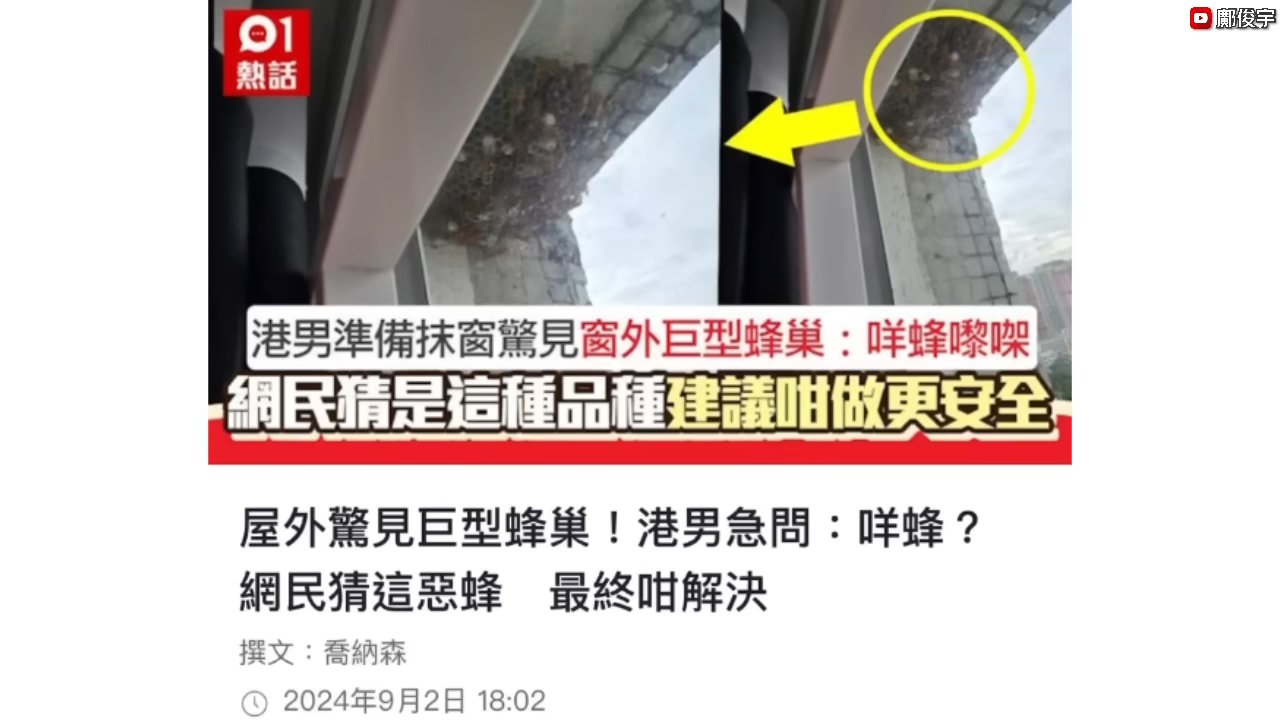 01
熱話
鄺俊宇
港男準備抹窗驚見窗外巨型蜂巢：咩蜂嚟㗎
網民猜是這種品種建議咁做更安全
屋外驚見巨型蜂巢！港男急問：咩蜂？
網民猜這惡蜂　最終咁解決
撰文：喬納森
2024年9月2日 18:02